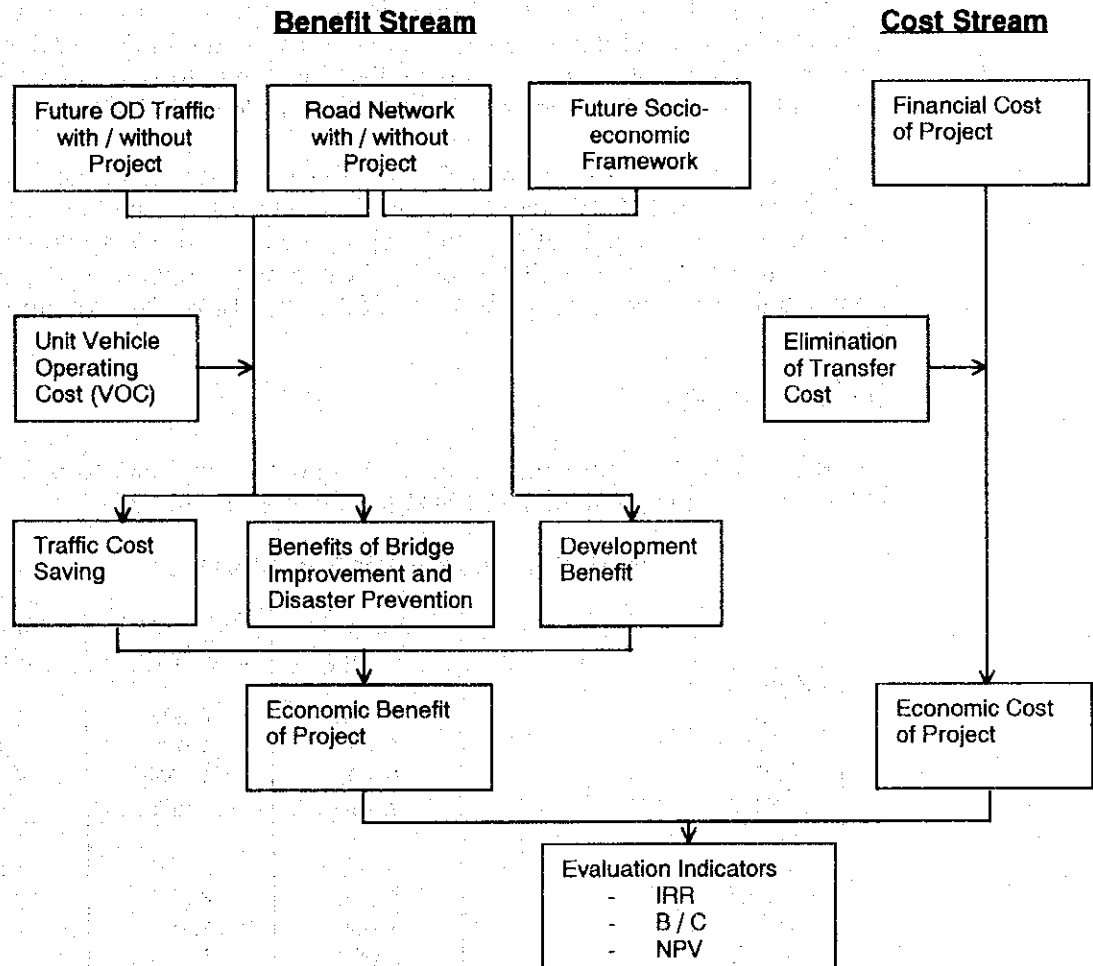 Benefit Stream
Cost Stream
Future OD Traffic
with / without
Project
Road Network
with / without
Project
Future Socio-
economic
Framework
Financial Cost
of Project
Unit Vehicle
Operating
Cost (VOC)
Elimination
of Transfer
Cost
Traffic Cost
Saving
Benefits of Bridge
Improvement and
Disaster Prevention
Development
Benefit
Economic Benefit
of Project
Economic Cost
of Project
Evaluation Indicators
- IRR
- B / C
- NPV